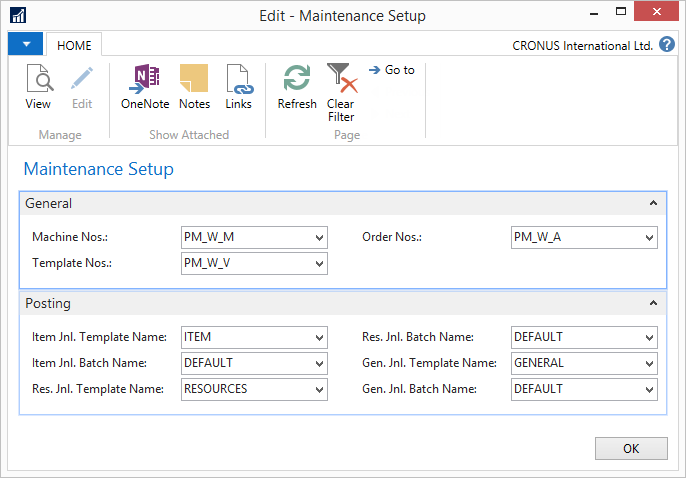 Edit - Maintenance Setup
HOME
CRONUS International Ltd.
?
View
Edit
OneNote
Notes
Links
Refresh
Clear
Filter
Go to
Manage
Show Attached
Page
Maintenance Setup
General
Machine Nos.: PM_W_M
Order Nos.: PM_W_A
Template Nos.: PM_W_V
Posting
Item Jnl. Template Name: ITEM
Res. Jnl. Batch Name: DEFAULT
Item Jnl. Batch Name: DEFAULT
Gen. Jnl. Template Name: GENERAL
Res. Jnl. Template Name: RESOURCES
Gen. Jnl. Batch Name: DEFAULT
OK